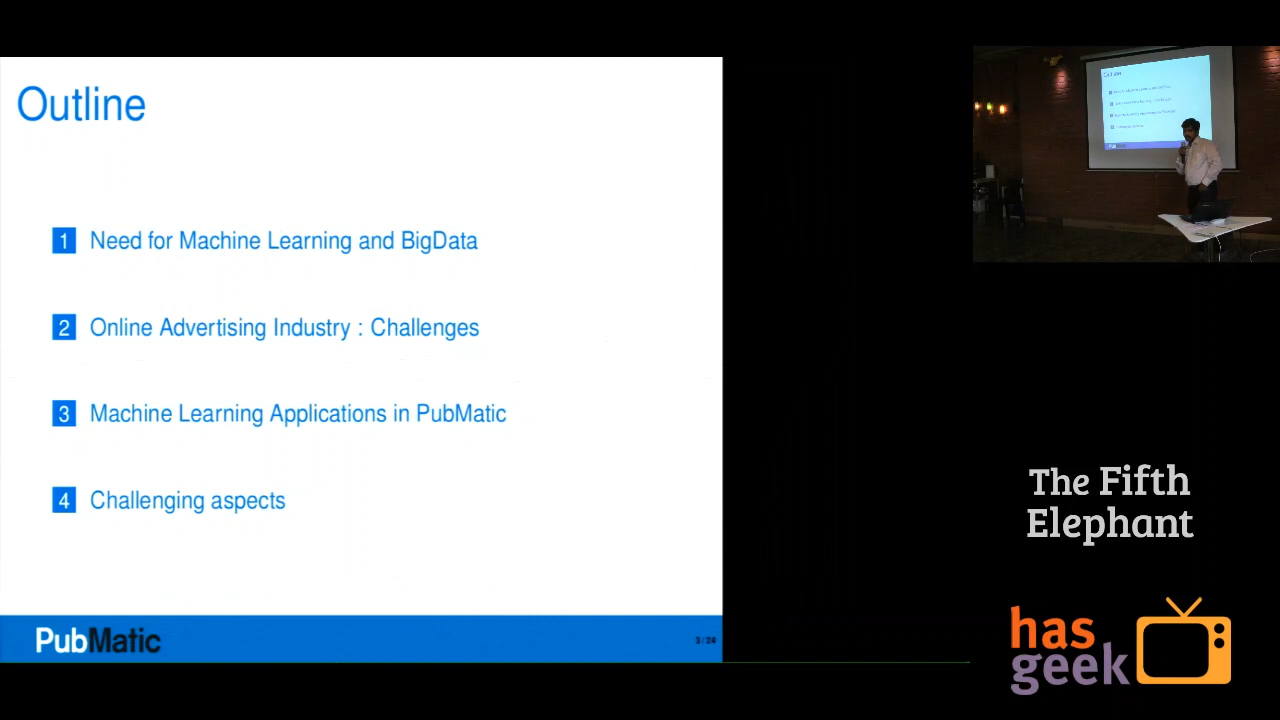 Outline
1 Need for Machine Learning and BigData
2 Online Advertising Industry : Challenges
3 Machine Learning Applications in PubMatic
4 Challenging aspects
PubMatic
3 / 24
The Fifth
Elephant
has
geek